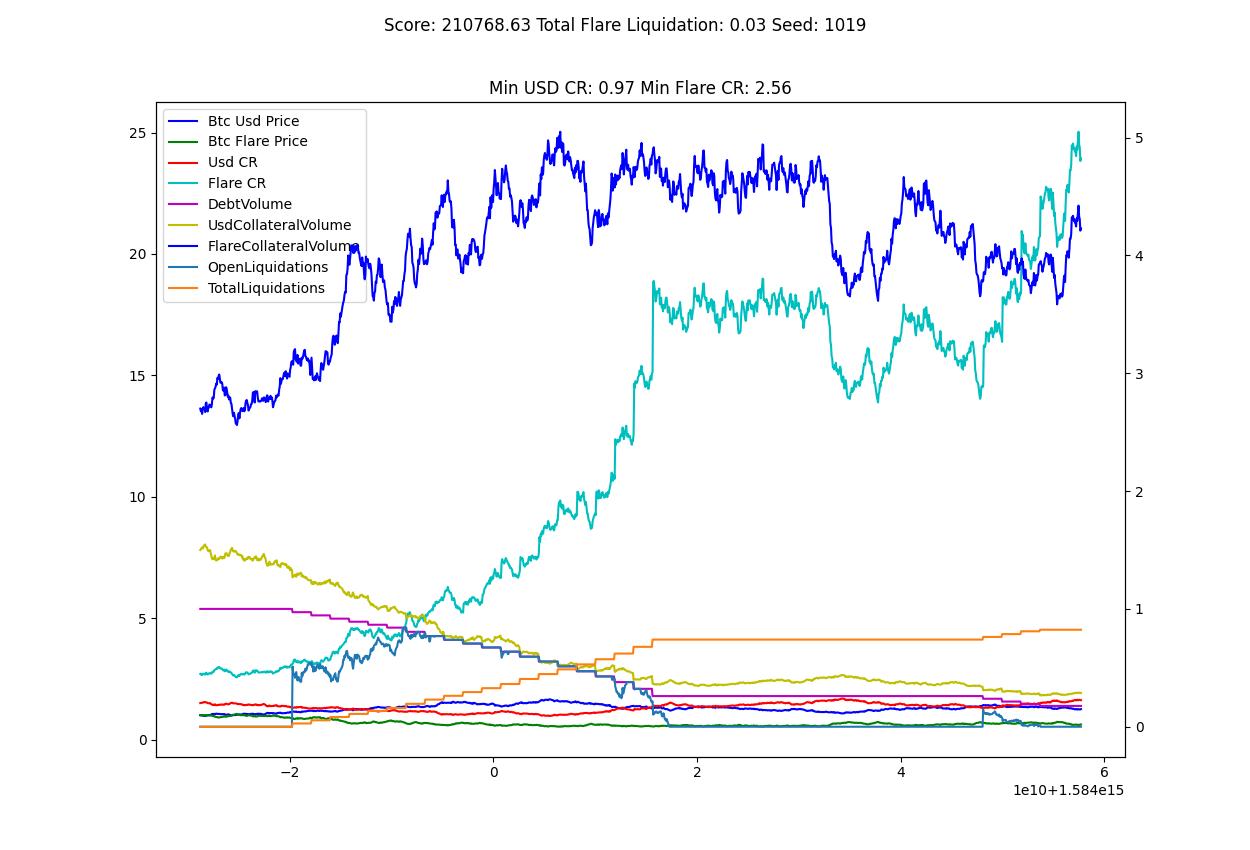 Score: 210768.63 Total Flare Liquidation: 0.03 Seed: 1019
Min USD CR: 0.97 Min Flare CR: 2.56
Btc Usd Price
Btc Flare Price
Usd CR
Flare CR
DebtVolume
UsdCollateralVolume
FlareCollateralVolume
OpenLiquidations
TotalLiquidations
25
20
15
10
5
0
5
4
3
2
1
0
−2
0
2
4
6
1e10+1.584e15